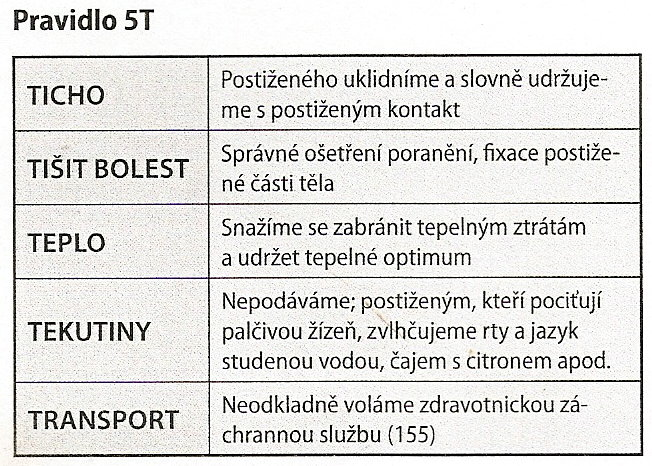 Pravidlo 5T
TICHO
Postiženého uklidníme a slovně udržuje-
me s postiženým kontakt
TIŠIT BOLEST
Správné ošetření poranění, fixace postiže-
né části těla
TEPLO
Snažíme se zabránit tepelným ztrátám
a udržet tepelné optimum
TEKUTINY
Nepodáváme; postiženým, kteří pociťují
palčivou žízeň, zvlhčujeme rty a jazyk
studenou vodou, čajem s citronem apod.
TRANSPORT
Neodkladně voláme zdravotnickou zá-
chrannou službu (155)